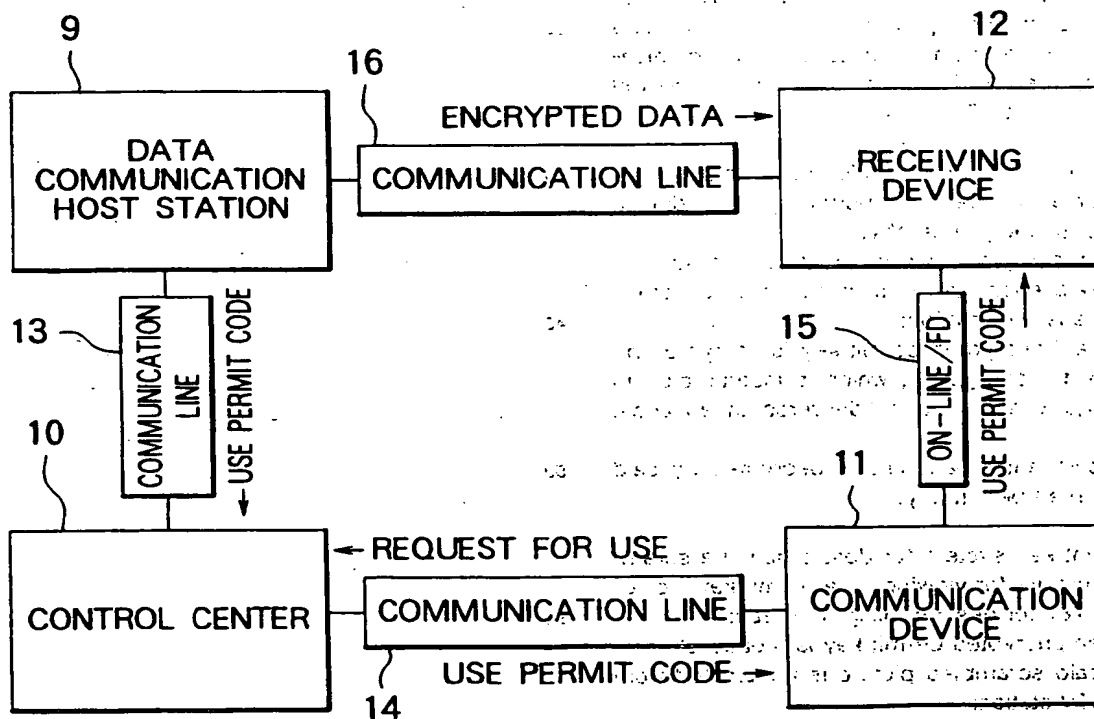 9
16
12
ENCRYPTED DATA →
DATA
COMMUNICATION
HOST STATION
COMMUNICATION LINE
RECEIVING
DEVICE
13
COMMUNICATION
LINE
USE PERMIT CODE
15
ON-LINE/FD
USE PERMIT CODE
10
11
← REQUEST FOR USE
CONTROL CENTER
COMMUNICATION LINE
COMMUNICATION
DEVICE
USE PERMIT CODE →
14